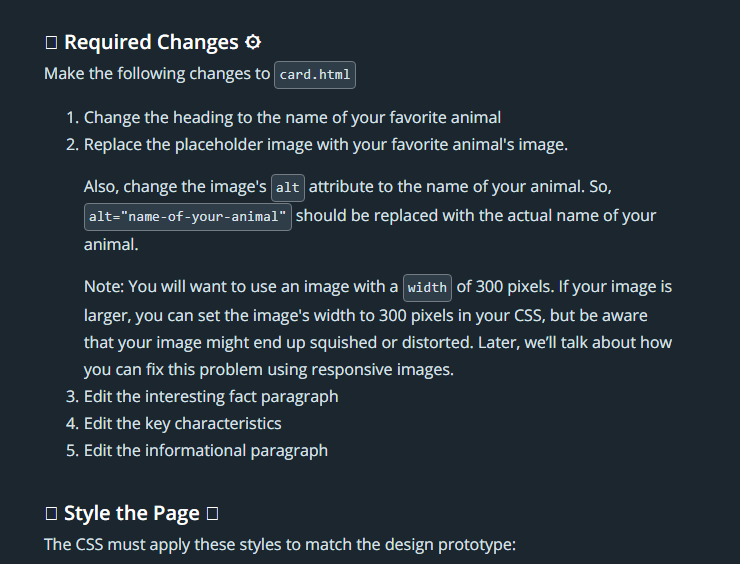 Required Changes ⚙
Make the following changes to card.html
1. Change the heading to the name of your favorite animal
2. Replace the placeholder image with your favorite animal's image.
Also, change the image's alt attribute to the name of your animal. So,
alt="name-of-your-animal" should be replaced with the actual name of your
animal.
Note: You will want to use an image with a width of 300 pixels. If your image is
larger, you can set the image's width to 300 pixels in your CSS, but be aware
that your image might end up squished or distorted. Later, we’ll talk about how
you can fix this problem using responsive images.
3. Edit the interesting fact paragraph
4. Edit the key characteristics
5. Edit the informational paragraph
Style the Page
The CSS must apply these styles to match the design prototype: